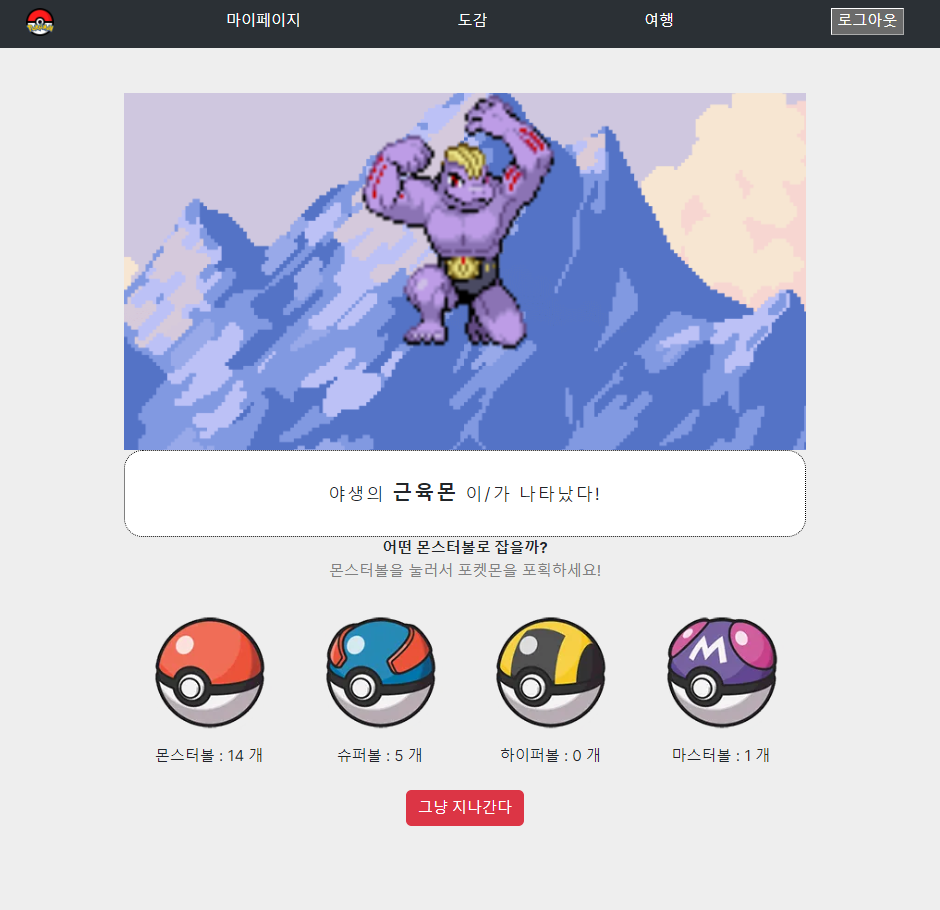 마이페이지
도감
여행
로그아웃
야생의 근육몬 이/가 나타났다!
어떤 몬스터볼로 잡을까?
몬스터볼을 눌러서 포켓몬을 포획하세요!
M
몬스터볼 : 14 개
슈퍼볼 : 5 개
하이퍼볼 : 0 개
마스터볼 : 1 개
그냥 지나간다